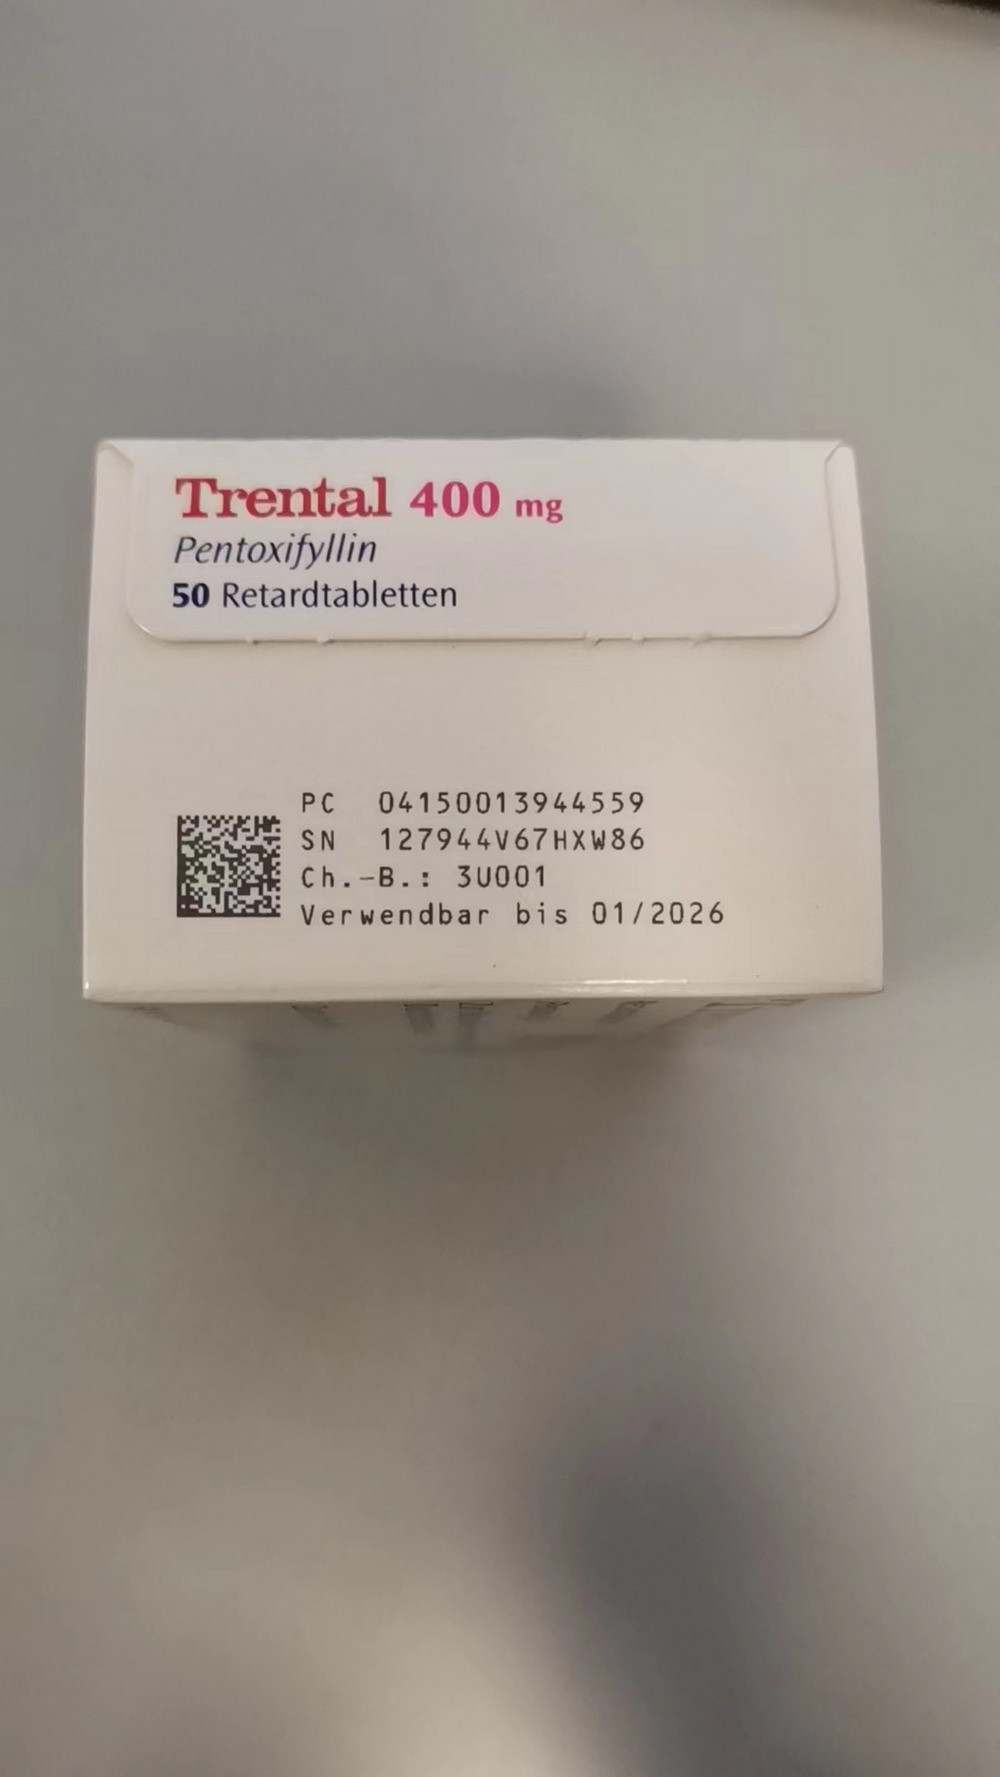 Trental 400 mg
Pentoxifyllin
50 Retardtabletten
PC 04150013944559
SN 127944V67HXW86
Ch.-B.: 3U001
Verwendbar bis 01/2026